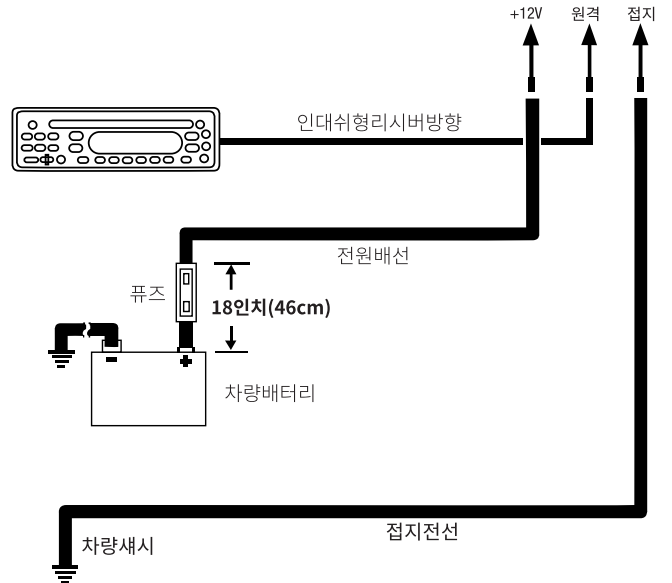 +12V 원격 접지
인대쉬형리시버방향
전원배선
퓨즈
18인치(46cm)
차량배터리
접지전선
차량섀시